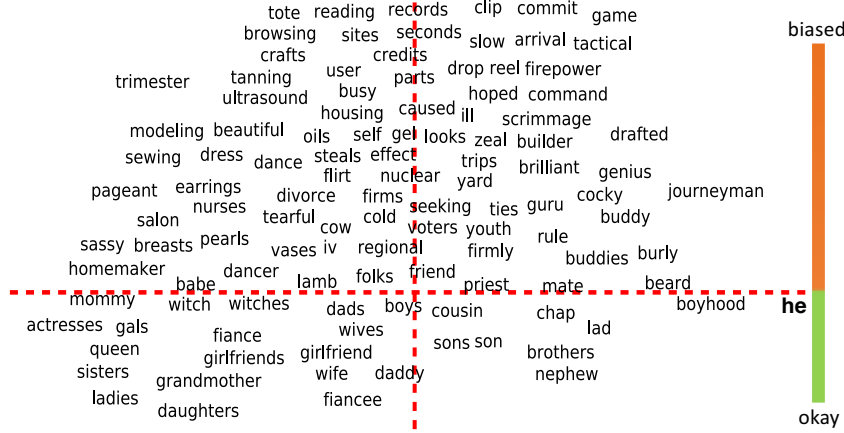 tote reading records clip commit game
browsing sites seconds slow arrival tactical biased
crafts credits
trimester tanning user parts drop reel firepower
ultrasound busy hoped command
housing caused ill scrimmage
modeling beautiful oils self gel looks zeal builder drafted
sewing dress dance steals effect trips brilliant genius
flirt nuclear yard
pageant earrings divorce firms cocky journeyman
nurses seeking ties guru buddy
salon tearful cow cold voters youth
sassy breasts pearls vases iv regional firmly rule buddies burly
homemaker babe dancer lamb folks friend priest mate beard
mommy witch witches dads boys cousin chap boyhood he
actresses gals fiance wives lad
queen girlfriends girlfriend sons son brothers
sisters grandmother wife daddy nephew
ladies daughters fiancee okay